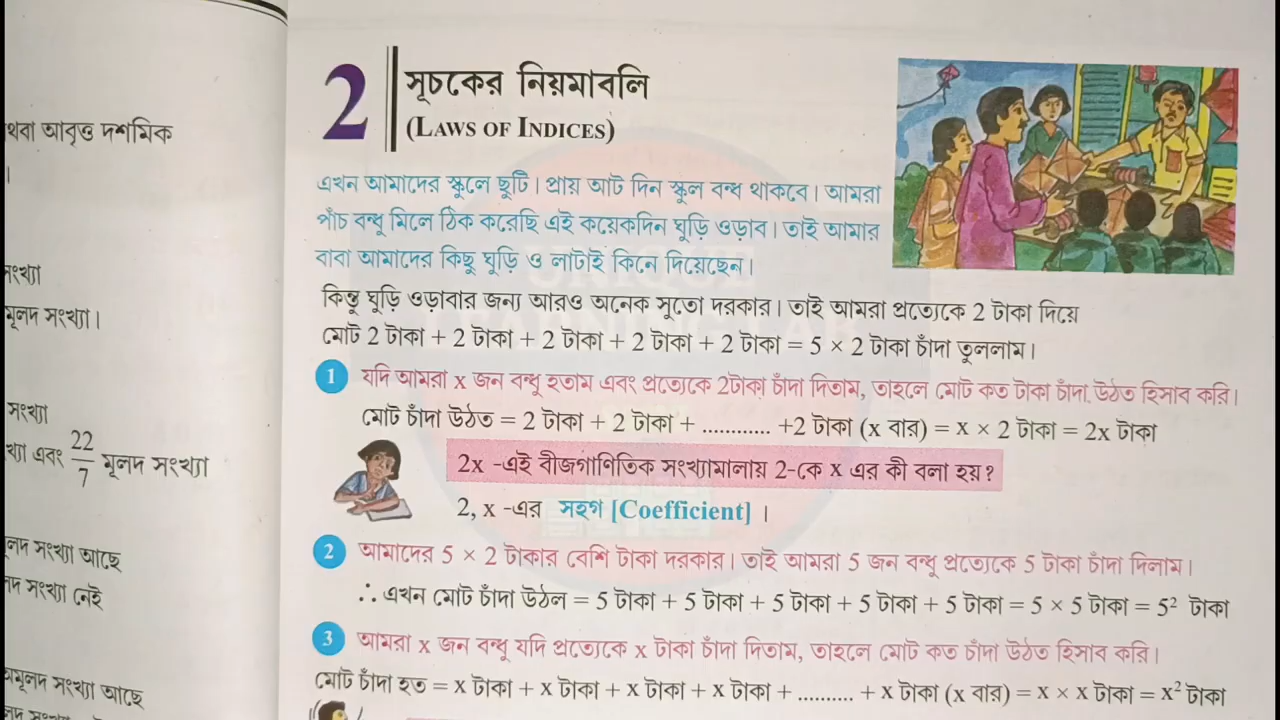 থবা আবৃত্ত দশমিক
।
সংখ্যা
মূলদ সংখ্যা।
সংখ্যা
খ্যা এবং 22/7 মূলদ সংখ্যা
লদ সংখ্যা আছে
দ সংখ্যা নেই
অমূলদ সংখ্যা আছে
2
সূচকের নিয়মাবলি
(LAWS OF INDICES)
এখন আমাদের স্কুলে ছুটি। প্রায় আট দিন স্কুল বন্ধ থাকবে। আমরা
পাঁচ বন্ধু মিলে ঠিক করেছি এই কয়েকদিন ঘুড়ি ওড়াব। তাই আমার
বাবা আমাদের কিছু ঘুড়ি ও লাটাই কিনে দিয়েছেন।
কিন্তু ঘুড়ি ওড়াবার জন্য আরও অনেক সুতো দরকার। তাই আমরা প্রত্যেকে 2 টাকা দিয়ে
মোট 2 টাকা + 2 টাকা + 2 টাকা + 2 টাকা + 2 টাকা = 5 × 2 টাকা চাঁদা তুললাম।
1 যদি আমরা x জন বন্ধু হতাম এবং প্রত্যেকে 2টাকা চাঁদা দিতাম, তাহলে মোট কত টাকা চাঁদা উঠত হিসাব করি।
মোট চাঁদা উঠত = 2 টাকা + 2 টাকা + ............ +2 টাকা (x বার) = x × 2 টাকা = 2x টাকা
2x -এই বীজগাণিতিক সংখ্যামালায় 2-কে x এর কী বলা হয়?
2, x -এর সহগ [Coefficient] ।
2 আমাদের 5 × 2 টাকার বেশি টাকা দরকার। তাই আমরা 5 জন বন্ধু প্রত্যেকে 5 টাকা চাঁদা দিলাম।
∴ এখন মোট চাঁদা উঠল = 5 টাকা + 5 টাকা + 5 টাকা + 5 টাকা + 5 টাকা = 5 × 5 টাকা = 5² টাকা
3 আমরা x জন বন্ধু যদি প্রত্যেকে x টাকা চাঁদা দিতাম, তাহলে মোট কত চাঁদা উঠত হিসাব করি।
মোট চাঁদা হত = x টাকা + x টাকা + x টাকা + x টাকা + .......... + x টাকা (x বার) = x × x টাকা = x² টাকা
UNIQUE
LEARNING LAB